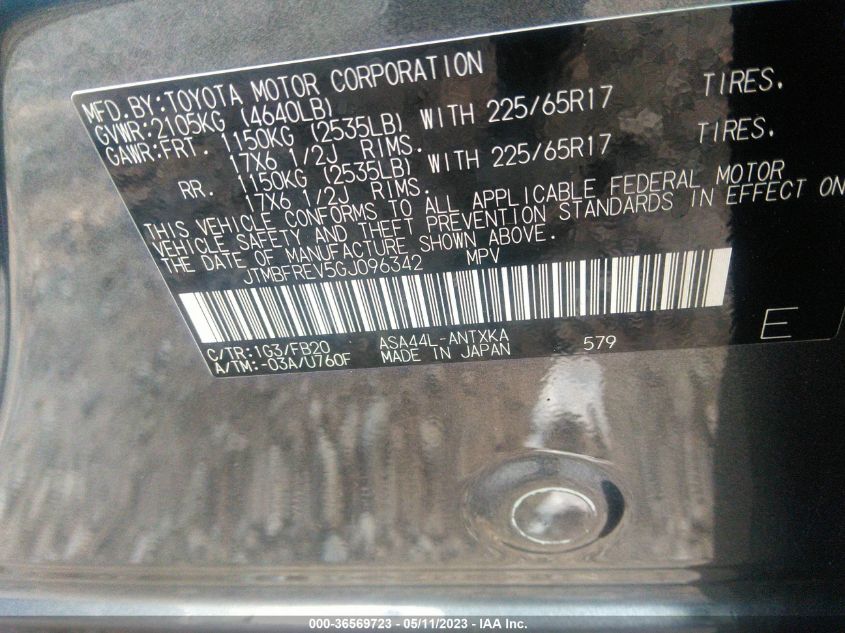 MFD. BY: TOYOTA MOTOR CORPORATION
GVWR: 2105KG (4640LB)
GAWR: FRT. 1150KG (2535LB) WITH 225/65R17 TIRES.
17X6 1/2J RIMS.
RR. 1150KG (2535LB) WITH 225/65R17 TIRES.
17X6 1/2J RIMS.
THIS VEHICLE CONFORMS TO ALL APPLICABLE FEDERAL MOTOR
VEHICLE SAFETY AND THEFT PREVENTION STANDARDS IN EFFECT ON
THE DATE OF MANUFACTURE SHOWN ABOVE.
JTMBFREV5GJ096342 MPV
C/TR: 1G3/FB20 ASA44L-ANTXKA 579 E
A/TM: -03A/U760F MADE IN JAPAN
000-36569723 - 05/11/2023 - IAA Inc.